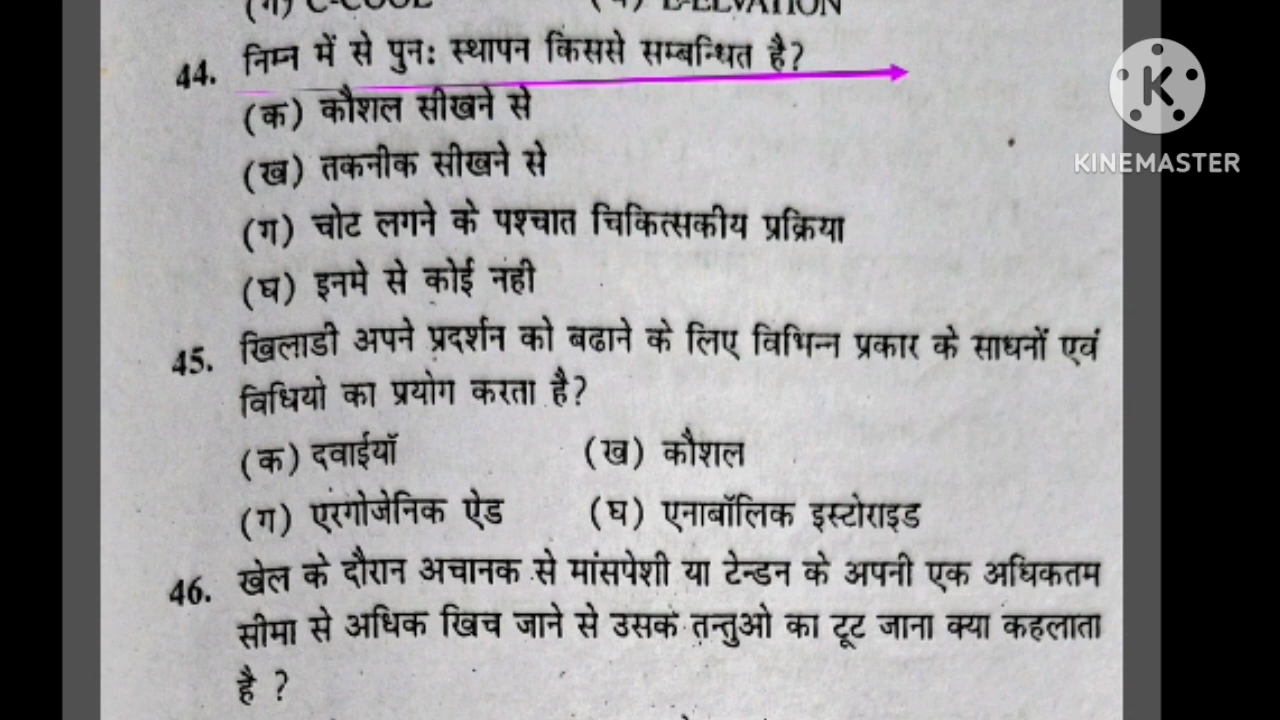 (ग) C-COOL (घ) E-ELVATION
44. निम्न में से पुनः स्थापन किससे सम्बन्धित है?
(क) कौशल सीखने से
(ख) तकनीक सीखने से
(ग) चोट लगने के पश्चात चिकित्सकीय प्रक्रिया
(घ) इनमे से कोई नही
45. खिलाडी अपने प्रदर्शन को बढाने के लिए विभिन्न प्रकार के साधनों एवं
विधियो का प्रयोग करता है?
(क) दवाईयॉ (ख) कौशल
(ग) एरगोजेनिक ऐड (घ) एनाबॉलिक इस्टोराइड
46. खेल के दौरान अचानक से मांसपेशी या टेन्डन के अपनी एक अधिकतम
सीमा से अधिक खिच जाने से उसके तन्तुओ का टूट जाना क्या कहलाता
है ?
K
KINEMASTER